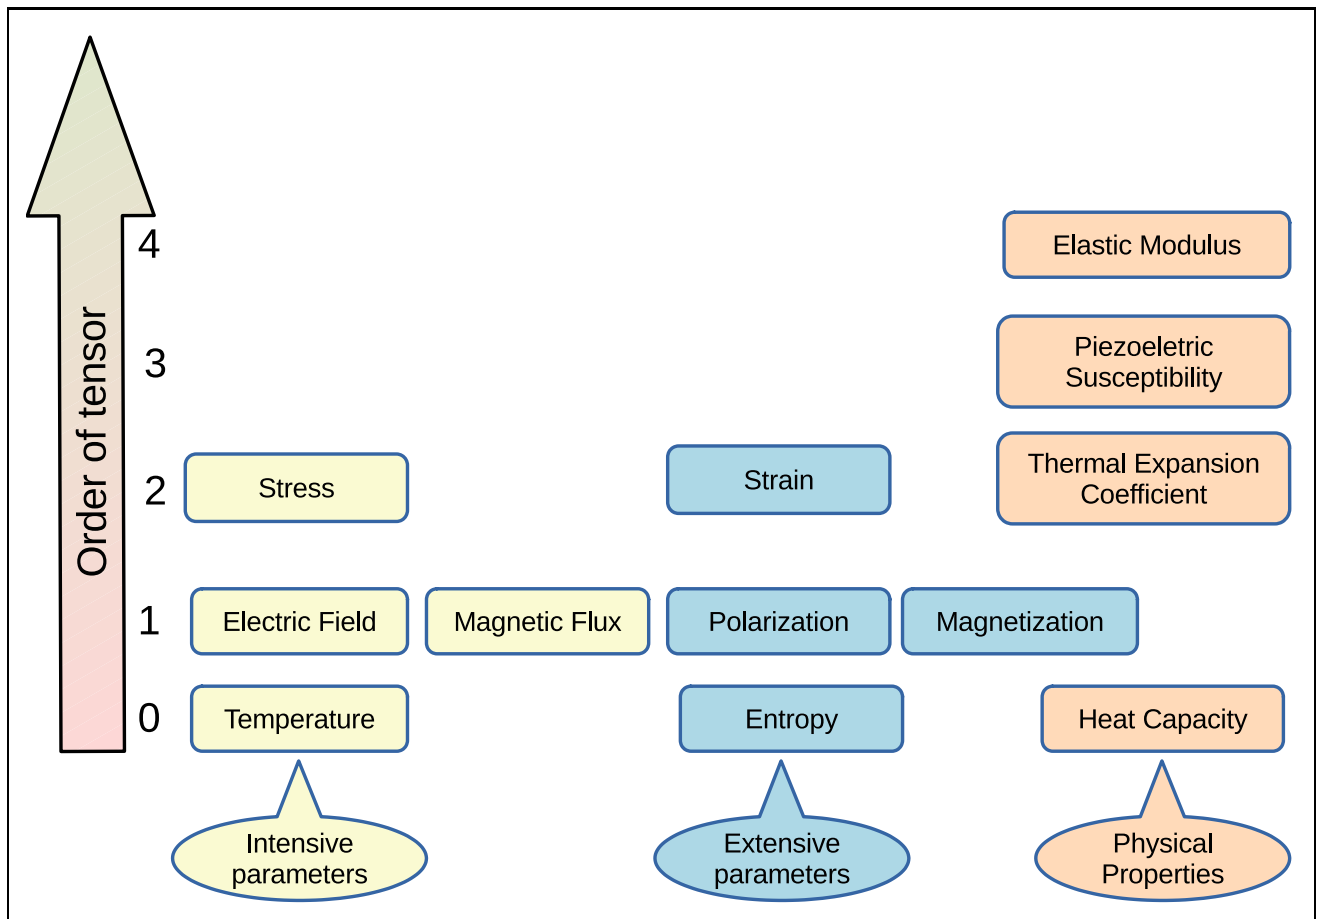 4
Elastic Modulus
Order of tensor
3
Piezoeletric
Susceptibility
2
Stress
Strain
Thermal Expansion
Coefficient
1
Electric Field
Magnetic Flux
Polarization
Magnetization
0
Temperature
Entropy
Heat Capacity
Intensive
parameters
Extensive
parameters
Physical
Properties